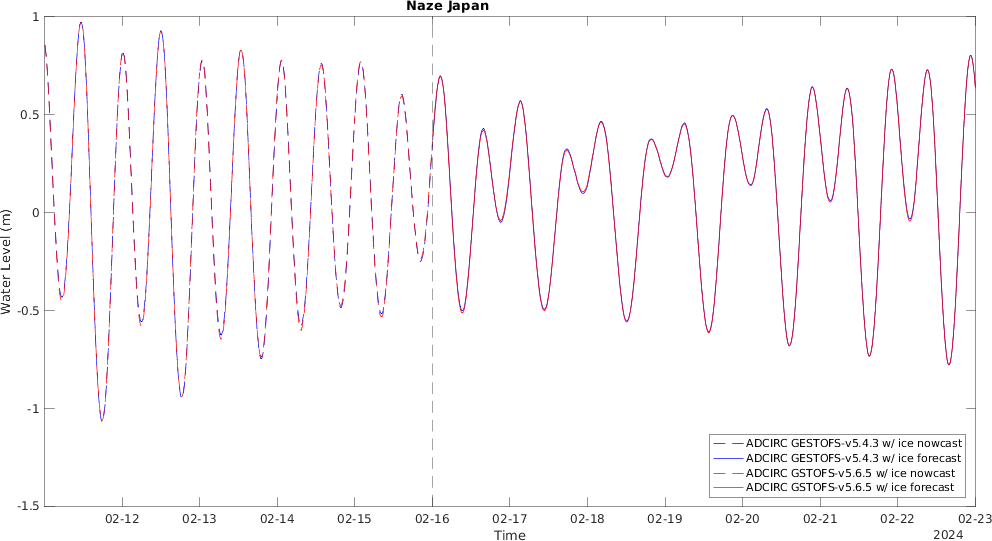 Naze Japan
Water Level (m)
1
0.5
0
-0.5
-1
-1.5
02-12
02-13
02-14
02-15
02-16
02-17
02-18
02-19
02-20
02-21
02-22
02-23
Time
2024
ADCIRC GESTOFS-v5.4.3 w/ ice nowcast
ADCIRC GESTOFS-v5.4.3 w/ ice forecast
ADCIRC GSTOFS-v5.6.5 w/ ice nowcast
ADCIRC GSTOFS-v5.6.5 w/ ice forecast